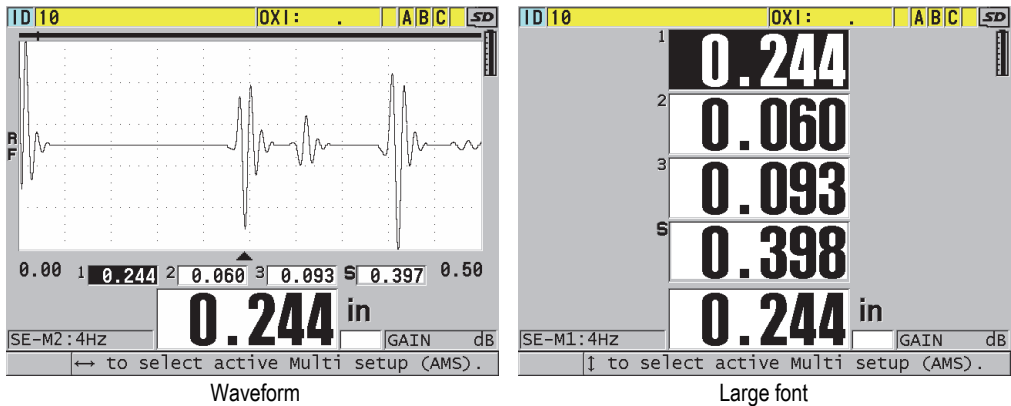 ID 10 OXI: . A B C SD
RF
0.00 1 0.244 2 0.060 3 0.093 S 0.397 0.50
0.244 in
SE-M2:4Hz GAIN dB
↔ to select active Multi setup (AMS).
Waveform
ID 10 OXI: . A B C SD
1 0.244
2 0.060
3 0.093
S 0.398
0.244 in
SE-M1:4Hz GAIN dB
↕ to select active Multi setup (AMS).
Large font